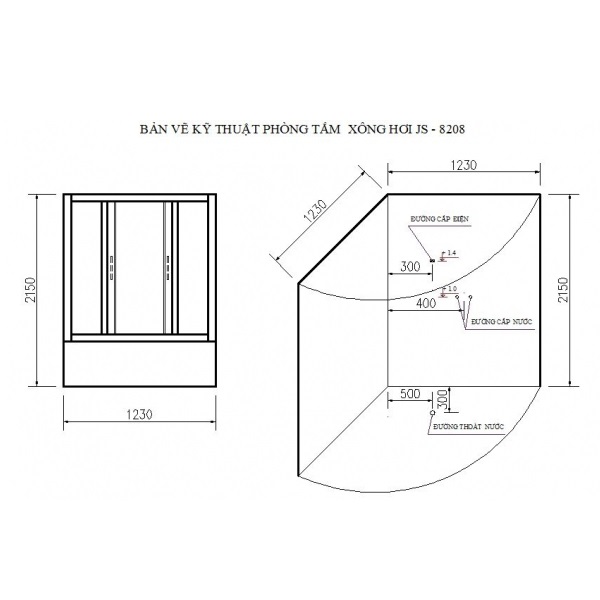 BẢN VẼ KỸ THUẬT PHÒNG TẮM XÔNG HƠI JS - 8208
1230
1230
ĐƯỜNG CẤP ĐIỆN
1.4
300
2150
2150
1.0
400
ĐƯỜNG CẤP NƯỚC
500
300
1230
ĐƯỜNG THOÁT NƯỚC